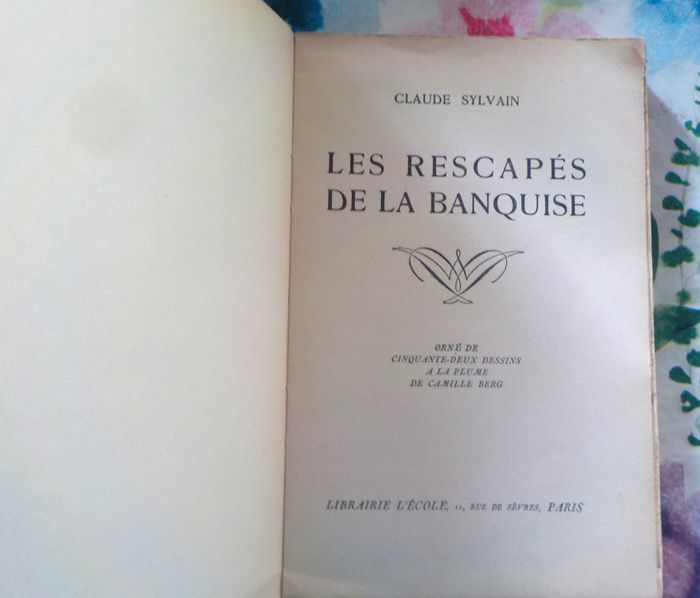 CLAUDE SYLVAIN
LES RESCAPÉS
DE LA BANQUISE
ORNÉ DE
CINQUANTE-DEUX DESSINS
A LA PLUME
DE CAMILLE BERG
LIBRAIRIE L'ÉCOLE, 11, RUE DE SÈVRES, PARIS